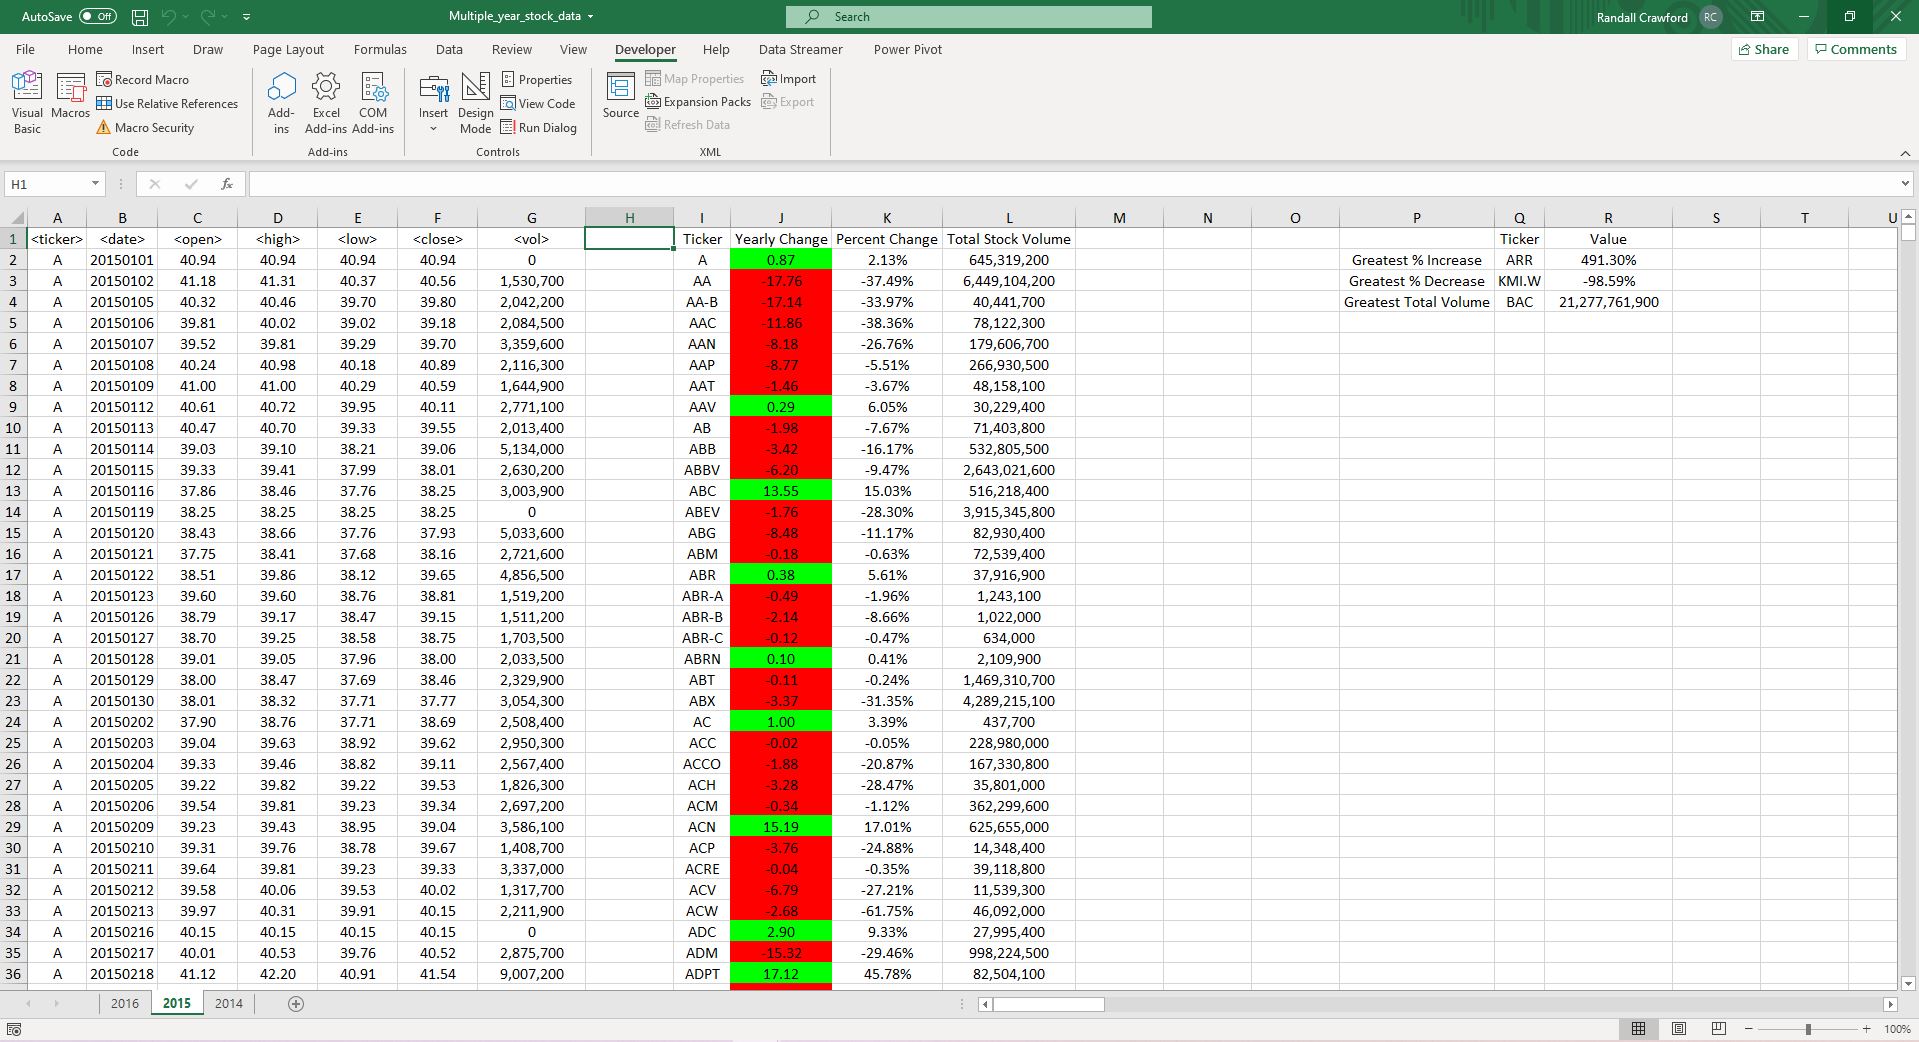 AutoSave Off Multiple_year_stock_data Search Randall Crawford RC
File Home Insert Draw Page Layout Formulas Data Review View Developer Help Data Streamer Power Pivot Share Comments
Visual Basic
Macros
Record Macro
Use Relative References
Macro Security
Code
Add-ins
Excel Add-ins
COM Add-ins
Add-ins
Insert
Design Mode
Properties
View Code
Run Dialog
Controls
Source
Map Properties
Expansion Packs
Refresh Data
Import
Export
XML
H1 fx
A B C D E F G H I J K L M N O P Q R S T U
1 <ticker> <date> <open> <high> <low> <close> <vol> Ticker Yearly Change Percent Change Total Stock Volume Ticker Value
2 A 20150101 40.94 40.94 40.94 40.94 0 A 0.87 2.13% 645,319,200 Greatest % Increase ARR 491.30%
3 A 20150102 41.18 41.31 40.37 40.56 1,530,700 AA -17.76 -37.49% 6,449,104,200 Greatest % Decrease KMI.W -98.59%
4 A 20150105 40.32 40.46 39.70 39.80 2,042,200 AA-B -17.14 -33.97% 40,441,700 Greatest Total Volume BAC 21,277,761,900
5 A 20150106 39.81 40.02 39.02 39.18 2,084,500 AAC -11.86 -38.36% 78,122,300
6 A 20150107 39.52 39.81 39.29 39.70 3,359,600 AAN -8.18 -26.76% 179,606,700
7 A 20150108 40.24 40.98 40.18 40.89 2,116,300 AAP -8.77 -5.51% 266,930,500
8 A 20150109 41.00 41.00 40.29 40.59 1,644,900 AAT -1.46 -3.67% 48,158,100
9 A 20150112 40.61 40.72 39.95 40.11 2,771,100 AAV 0.29 6.05% 30,229,400
10 A 20150113 40.47 40.70 39.33 39.55 2,013,400 AB -1.98 -7.67% 71,403,800
11 A 20150114 39.03 39.10 38.21 39.06 5,134,000 ABB -3.42 -16.17% 532,805,500
12 A 20150115 39.33 39.41 37.99 38.01 2,630,200 ABBV -6.20 -9.47% 2,643,021,600
13 A 20150116 37.86 38.46 37.76 38.25 3,003,900 ABC 13.55 15.03% 516,218,400
14 A 20150119 38.25 38.25 38.25 38.25 0 ABEV -1.76 -28.30% 3,915,345,800
15 A 20150120 38.43 38.66 37.76 37.93 5,033,600 ABG -8.48 -11.17% 82,930,400
16 A 20150121 37.75 38.41 37.68 38.16 2,721,600 ABM -0.18 -0.63% 72,539,400
17 A 20150122 38.51 39.86 38.12 39.65 4,856,500 ABR 0.38 5.61% 37,916,900
18 A 20150123 39.60 39.60 38.76 38.81 1,519,200 ABR-A -0.49 -1.96% 1,243,100
19 A 20150126 38.79 39.17 38.47 39.15 1,511,200 ABR-B -2.14 -8.66% 1,022,000
20 A 20150127 38.70 39.25 38.58 38.75 1,703,500 ABR-C -0.12 -0.47% 634,000
21 A 20150128 39.01 39.05 37.96 38.00 2,033,500 ABRN 0.10 0.41% 2,109,900
22 A 20150129 38.00 38.47 37.69 38.46 2,329,900 ABT -0.11 -0.24% 1,469,310,700
23 A 20150130 38.01 38.32 37.71 37.77 3,054,300 ABX -3.37 -31.35% 4,289,215,100
24 A 20150202 37.90 38.76 37.71 38.69 2,508,400 AC 1.00 3.39% 437,700
25 A 20150203 39.04 39.63 38.92 39.62 2,950,300 ACC -0.02 -0.05% 228,980,000
26 A 20150204 39.33 39.46 38.82 39.11 2,567,400 ACCO -1.88 -20.87% 167,330,800
27 A 20150205 39.22 39.82 39.22 39.53 1,826,300 ACH -3.28 -28.47% 35,801,000
28 A 20150206 39.54 39.81 39.23 39.34 2,697,200 ACM -0.34 -1.12% 362,299,600
29 A 20150209 39.23 39.43 38.95 39.04 3,586,100 ACN 15.19 17.01% 625,655,000
30 A 20150210 39.31 39.76 38.78 39.67 1,408,700 ACP -3.76 -24.88% 14,348,400
31 A 20150211 39.64 39.81 39.23 39.33 3,337,000 ACRE -0.04 -0.35% 39,118,800
32 A 20150212 39.58 40.06 39.53 40.02 1,317,700 ACV -6.79 -27.21% 11,539,300
33 A 20150213 39.97 40.31 39.91 40.15 2,211,900 ACW -2.68 -61.75% 46,092,000
34 A 20150216 40.15 40.15 40.15 40.15 0 ADC 2.90 9.33% 27,995,400
35 A 20150217 40.01 40.53 39.76 40.52 2,875,700 ADM -15.32 -29.46% 998,224,500
36 A 20150218 41.12 42.20 40.91 41.54 9,007,200 ADPT 17.12 45.78% 82,504,100
2016 2015 2014
100%